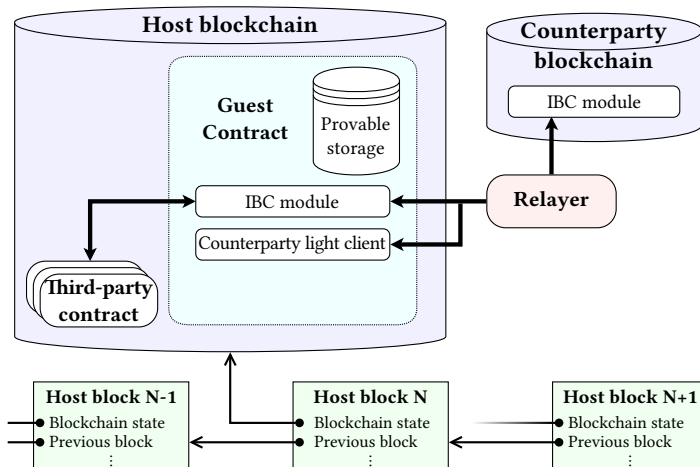 Host blockchain
Counterparty
blockchain
IBC module
Guest
Contract
Provable
storage
IBC module
Relayer
Counterparty light client
Third-party
contract
Host block N-1
Blockchain state
Previous block
⋮
Host block N
Blockchain state
Previous block
⋮
Host block N+1
Blockchain state
Previous block
⋮